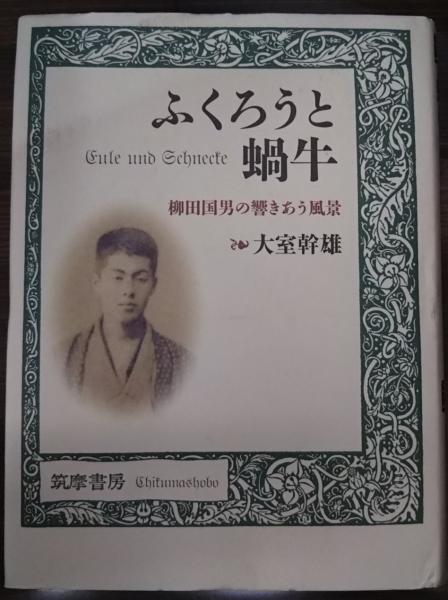 ふくろうと
Eule und Schnecke 蝸牛
柳田国男の響きあう風景
大室幹雄
筑摩書房 Chikumashobo